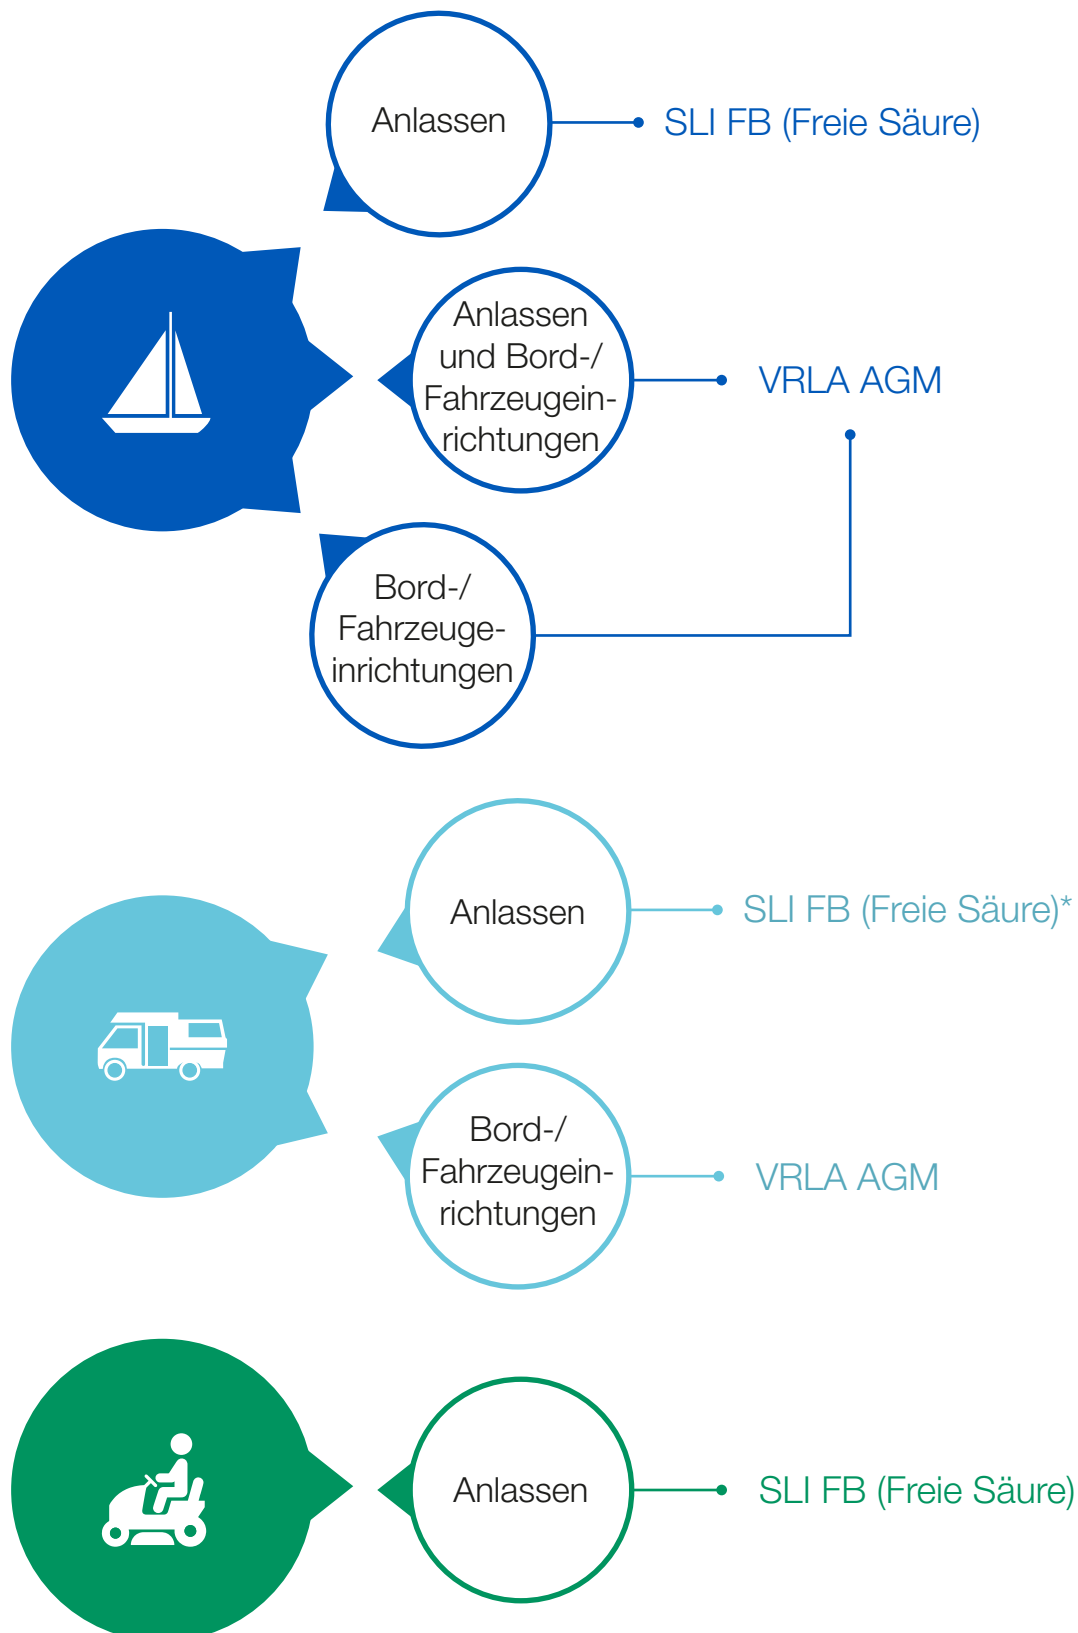 Anlassen
SLI FB (Freie Säure)
Anlassen
und Bord-/
Fahrzeugein-
richtungen
VRLA AGM
Bord-/
Fahrzeuge-
inrichtungen
Anlassen
SLI FB (Freie Säure)*
Bord-/
Fahrzeugein-
richtungen
VRLA AGM
Anlassen
SLI FB (Freie Säure)